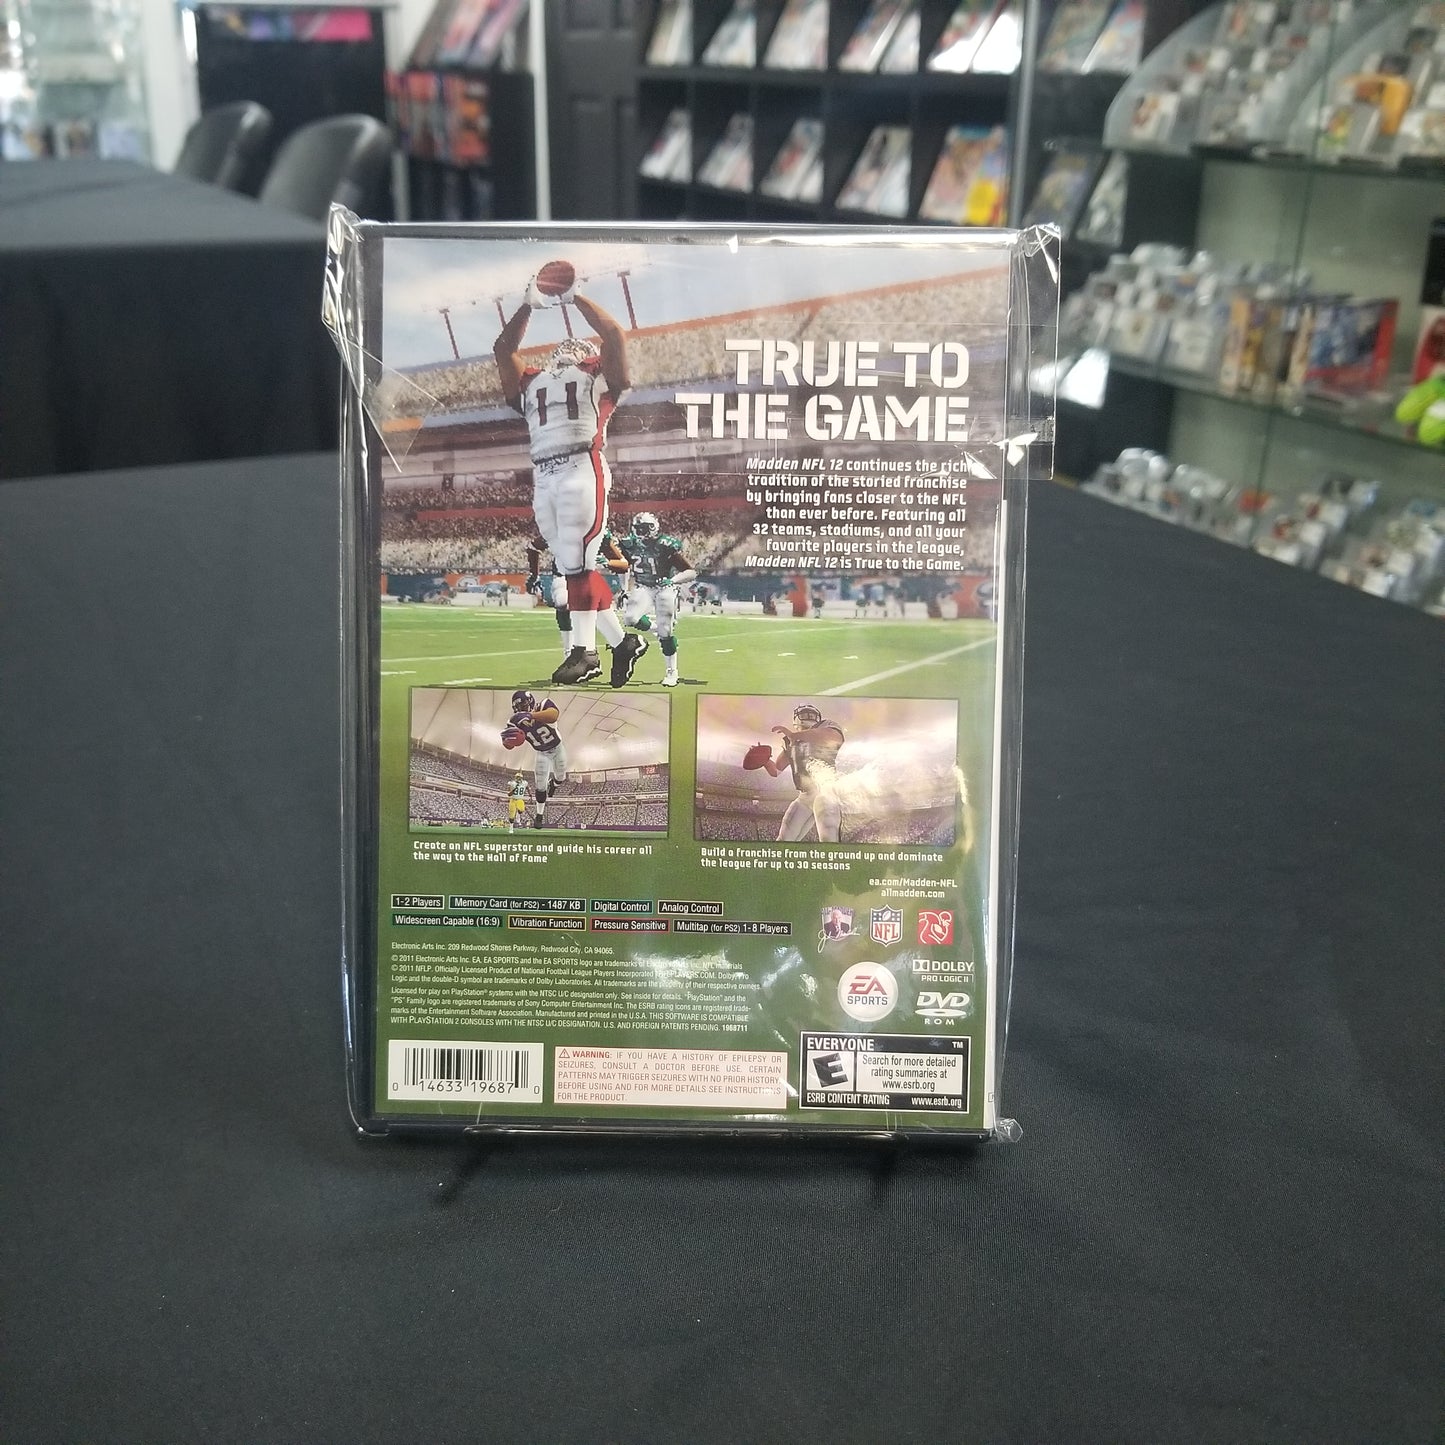 TRUE TO
THE GAME
Madden NFL 12 continues the rich
tradition of the storied franchise
by bringing fans closer to the NFL
than ever before. Featuring all
32 teams, stadiums, and all your
favorite players in the league,
Madden NFL 12 is True to the Game.
11
21
12
98
11
Create an NFL superstar and guide his career all
the way to the Hall of Fame
Build a franchise from the ground up and dominate
the league for up to 30 seasons
ea.com/Madden-NFL
allmadden.com
1-2 Players
Memory Card (for PS2) - 1487 KB
Digital Control
Analog Control
Widescreen Capable (16:9)
Vibration Function
Pressure Sensitive
Multitap (for PS2) 1-8 Players
NFL
Electronic Arts Inc. 209 Redwood Shores Parkway, Redwood City, CA 94065.
© 2011 Electronic Arts Inc. EA, EA SPORTS and the EA SPORTS logo are trademarks of Electronic Arts Inc. NFL materials
© 2011 NFLP. Officially Licensed Product of National Football League Players Incorporated PLAYERS.COM. Dolby, Pro
Logic and the double-D symbol are trademarks of Dolby Laboratories. All trademarks are the property of their respective owners.
Licensed for play on PlayStation® systems with the NTSC U/C designation only. See inside for details. "PlayStation" and the
"PS" Family logo are registered trademarks of Sony Computer Entertainment Inc. The ESRB rating icons are registered trade-
marks of the Entertainment Software Association. Manufactured and printed in the U.S.A. THIS SOFTWARE IS COMPATIBLE
WITH PLAYSTATION 2 CONSOLES WITH THE NTSC U/C DESIGNATION. U.S. AND FOREIGN PATENTS PENDING. 1968711
EA
SPORTS
DOLBY
PRO LOGIC II
DVD
ROM
0 14633 19687 0
WARNING: IF YOU HAVE A HISTORY OF EPILEPSY OR
SEIZURES, CONSULT A DOCTOR BEFORE USE. CERTAIN
PATTERNS MAY TRIGGER SEIZURES WITH NO PRIOR HISTORY.
BEFORE USING AND FOR MORE DETAILS SEE INSTRUCTIONS
FOR THE PRODUCT.
EVERYONE TM
E
Search for more detailed
rating summaries at
www.esrb.org
ESRB CONTENT RATING www.esrb.org